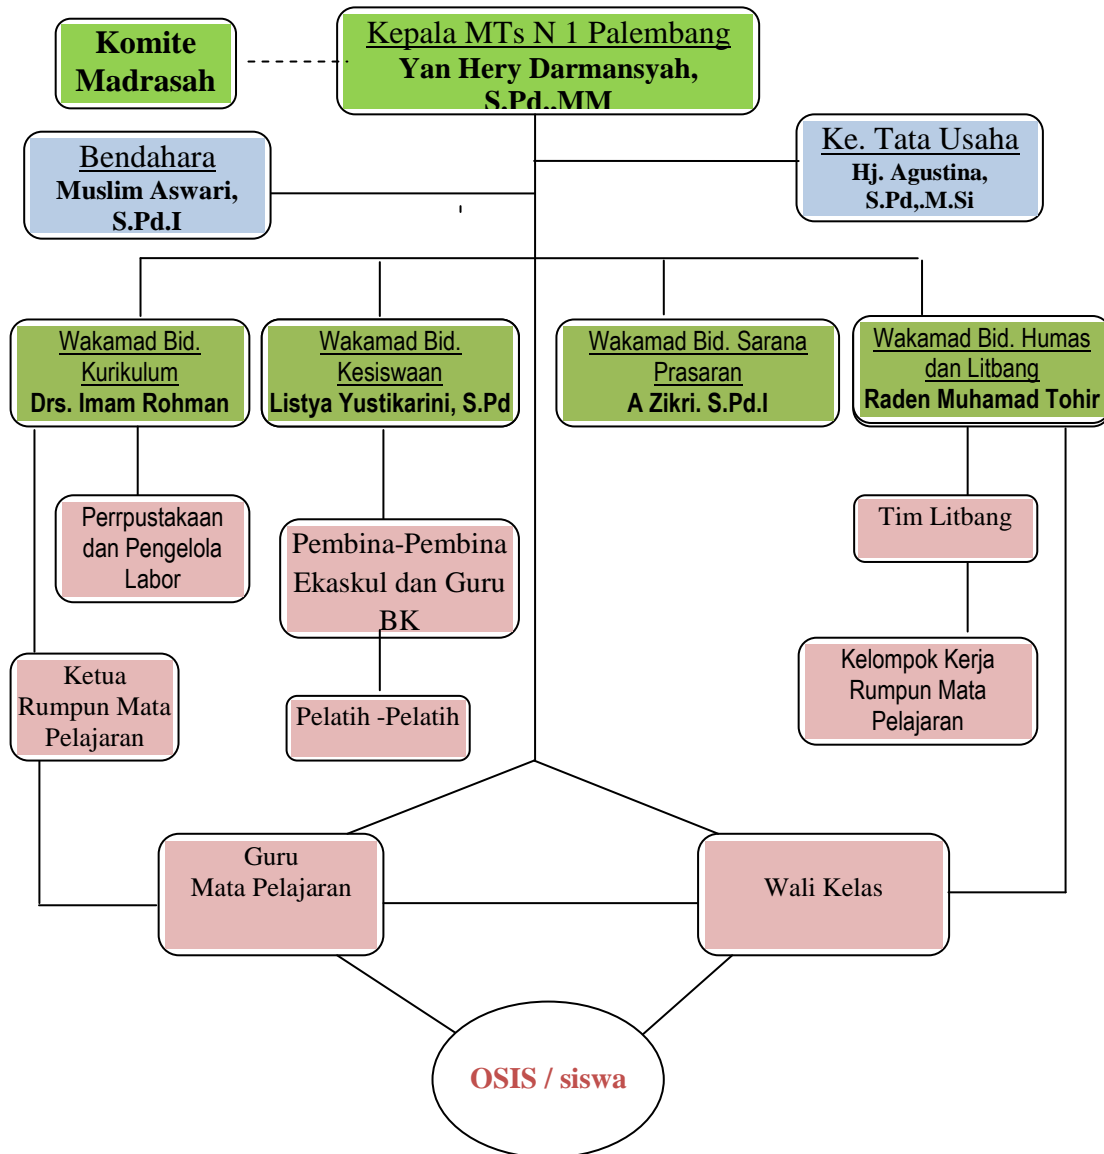 Komite
Madrasah
Kepala MTs N 1 Palembang
Yan Hery Darmansyah,
S.Pd.,MM
Bendahara
Muslim Aswari,
S.Pd.I
Ke. Tata Usaha
Hj. Agustina,
S.Pd,.M.Si
Wakamad Bid.
Kurikulum
Drs. Imam Rohman
Wakamad Bid.
Kesiswaan
Listya Yustikarini, S.Pd
Wakamad Bid. Sarana
Prasaran
A Zikri. S.Pd.I
Wakamad Bid. Humas
dan Litbang
Raden Muhamad Tohir
Perrpustakaan
dan Pengelola
Labor
Pembina-Pembina
Ekaskul dan Guru
BK
Tim Litbang
Ketua
Rumpun Mata
Pelajaran
Pelatih -Pelatih
Kelompok Kerja
Rumpun Mata
Pelajaran
Guru
Mata Pelajaran
Wali Kelas
OSIS / siswa